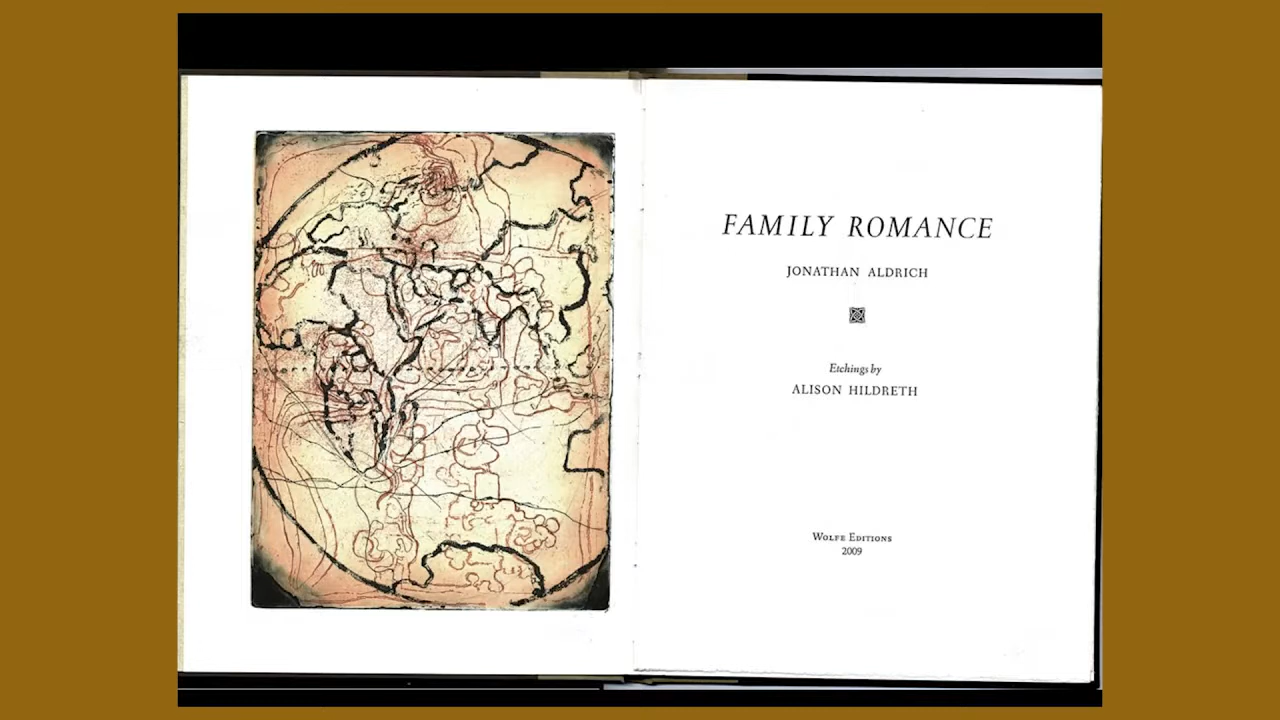 FAMILY ROMANCE
JONATHAN ALDRICH
Etchings by
ALISON HILDRETH
WOLFE EDITIONS
2009